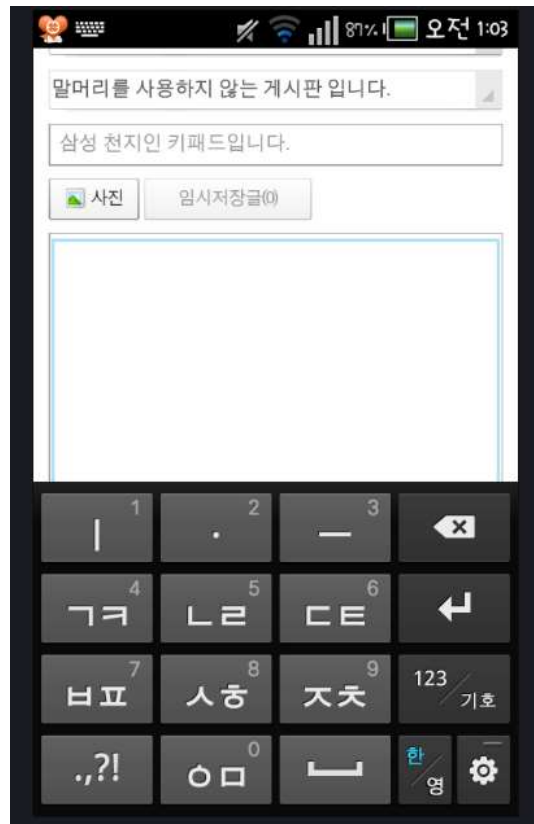 87% 오전 1:03
말머리를 사용하지 않는 게시판 입니다.
삼성 천지인 키패드입니다.
사진 임시저장글(0)
ㅣ 1 · 2 ㅡ 3
ㄱㅋ 4 ㄴㄹ 5 ㄷㅌ 6
ㅂㅍ 7 ㅅㅎ 8 ㅈㅊ 9 123/기호
.,?! ㅇㅁ 0 한/영